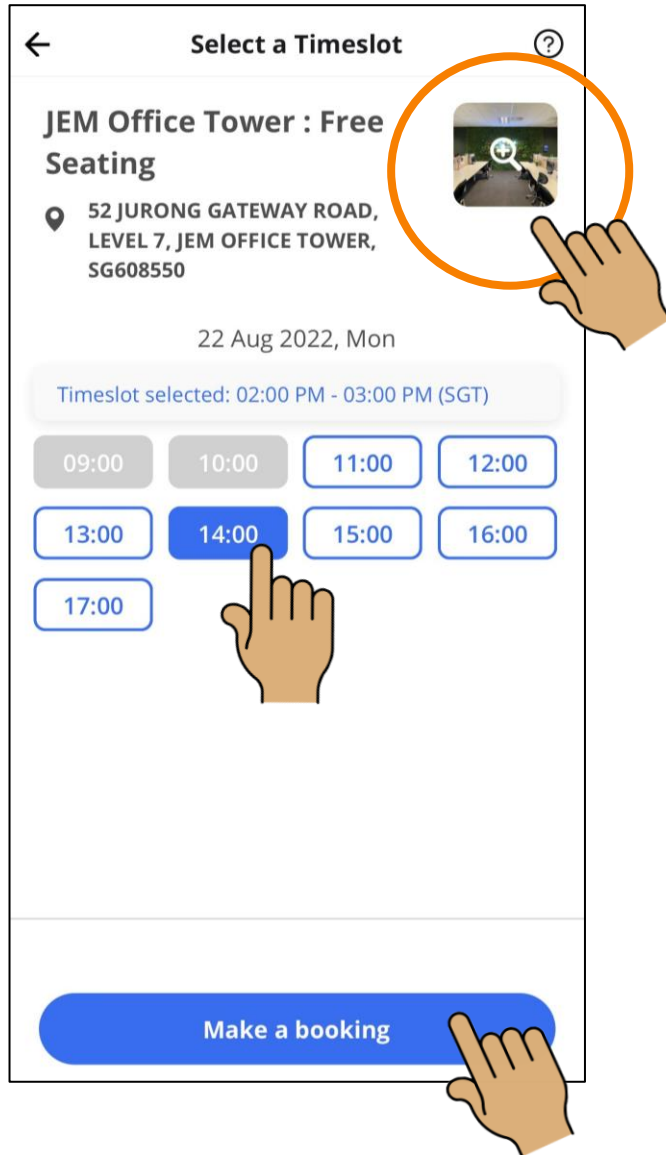 Select a Timeslot
JEM Office Tower : Free
Seating
52 JURONG GATEWAY ROAD,
LEVEL 7, JEM OFFICE TOWER,
SG608550
22 Aug 2022, Mon
Timeslot selected: 02:00 PM - 03:00 PM (SGT)
09:00 10:00 11:00 12:00
13:00 14:00 15:00 16:00
17:00
Make a booking